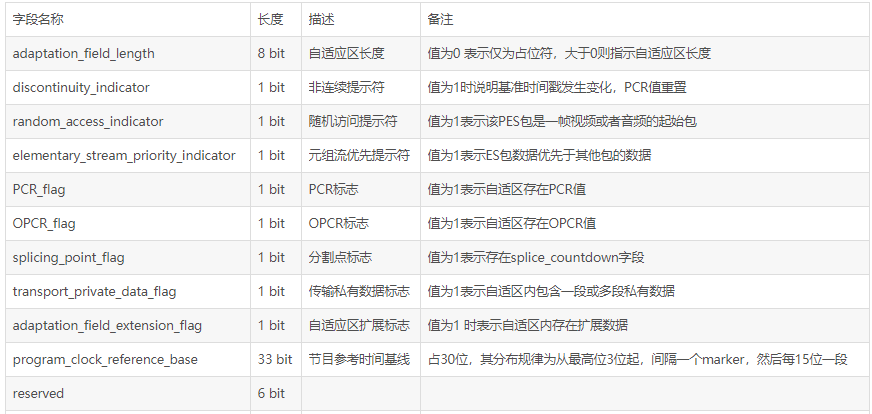 字段名称 长度 描述 备注
adaptation_field_length 8 bit 自适应区长度 值为0 表示仅为占位符，大于0则指示自适应区长度
discontinuity_indicator 1 bit 非连续提示符 值为1时说明基准时间戳发生变化，PCR值重置
random_access_indicator 1 bit 随机访问提示符 值为1表示该PES包是一帧视频或者音频的起始包
elementary_stream_priority_indicator 1 bit 元组流优先提示符 值为1表示ES包数据优先于其他包的数据
PCR_flag 1 bit PCR标志 值为1表示自适区存在PCR值
OPCR_flag 1 bit OPCR标志 值为1表示自适区存在OPCR值
splicing_point_flag 1 bit 分割点标志 值为1表示存在splice_countdown字段
transport_private_data_flag 1 bit 传输私有数据标志 值为1表示自适区内包含一段或多段私有数据
adaptation_field_extension_flag 1 bit 自适应区扩展标志 值为1 时表示自适区内存在扩展数据
program_clock_reference_base 33 bit 节目参考时间基线 占30位，其分布规律为从最高位3位起，间隔一个marker，然后每15位一段
reserved 6 bit